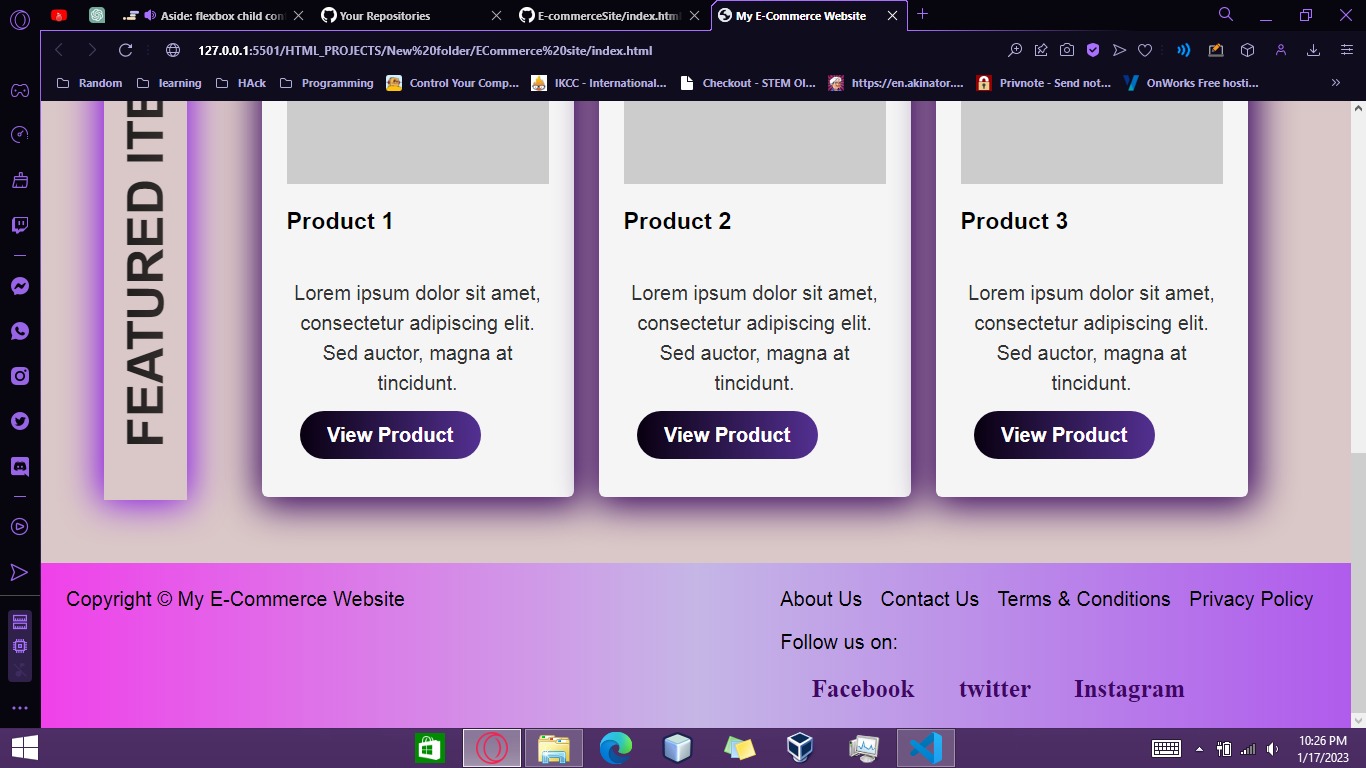 Aside: flexbox child con
Your Repositories
E-commerceSite/index.htm
My E-Commerce Website
127.0.0.1:5501/HTML_PROJECTS/New%20folder/ECommerce%20site/index.html
Random
learning
HAck
Programming
Control Your Comp...
IKCC - International...
Checkout - STEM Ol...
https://en.akinator....
Privnote - Send not...
OnWorks Free hosti...
FEATURED ITE
Product 1
Product 2
Product 3
Lorem ipsum dolor sit amet,
consectetur adipiscing elit.
Sed auctor, magna at
tincidunt.
Lorem ipsum dolor sit amet,
consectetur adipiscing elit.
Sed auctor, magna at
tincidunt.
Lorem ipsum dolor sit amet,
consectetur adipiscing elit.
Sed auctor, magna at
tincidunt.
View Product
View Product
View Product
Copyright © My E-Commerce Website
About Us Contact Us Terms & Conditions Privacy Policy
Follow us on:
Facebook twitter Instagram
10:26 PM
1/17/2023